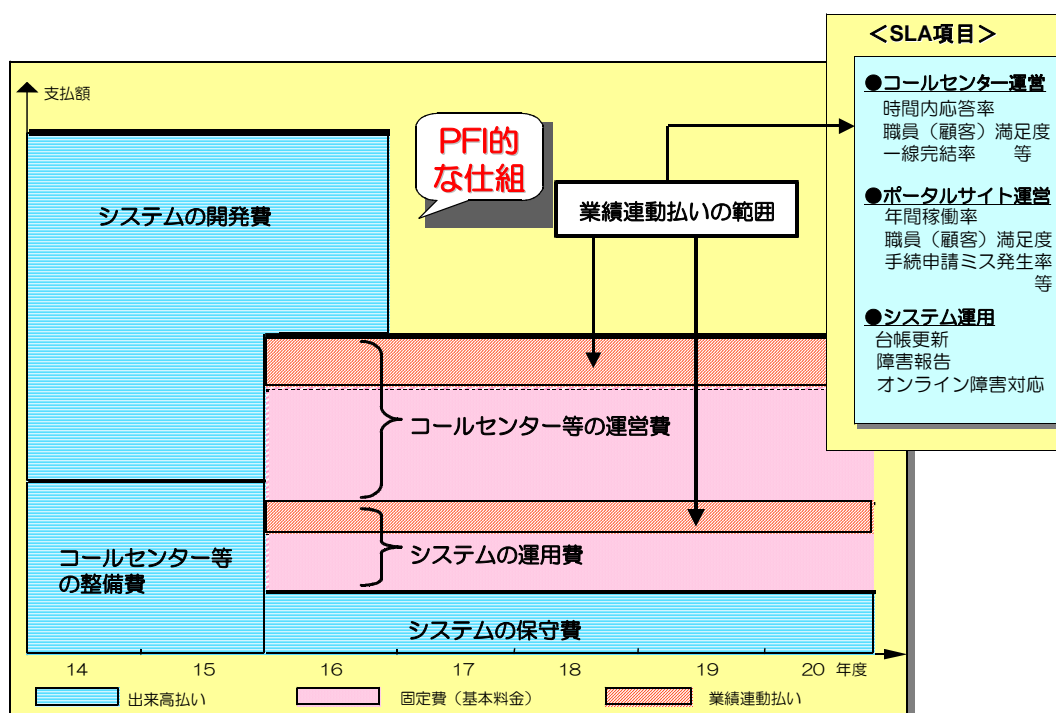 ＜SLA項目＞
●コールセンター運営
時間内応答率
職員（顧客）満足度
一線完結率　　等
●ポータルサイト運営
年間稼働率
職員（顧客）満足度
手続申請ミス発生率
等
●システム運用
台帳更新
障害報告
オンライン障害対応
支払額
PFI的
な仕組
業績連動払いの範囲
システムの開発費
コールセンター等の運営費
コールセンター等
の整備費
システムの運用費
システムの保守費
14 15 16 17 18 19 20 年度
出来高払い 固定費（基本料金） 業績連動払い